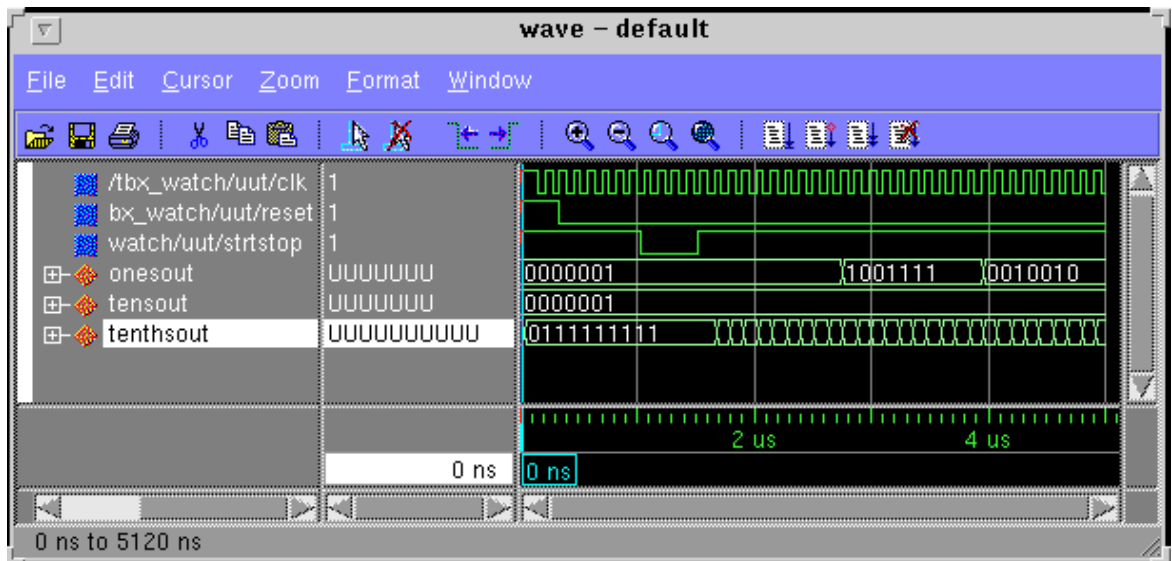 wave – default
File Edit Cursor Zoom Format Window
/tbx_watch/uut/clk 1
bx_watch/uut/reset 1
watch/uut/strtstop 1
onesout UUUUUUU 0000001 1001111 0010010
tensout UUUUUUU 0000001
tenthsout UUUUUUUUUU 0111111111
2 us 4 us
0 ns 0 ns
0 ns to 5120 ns